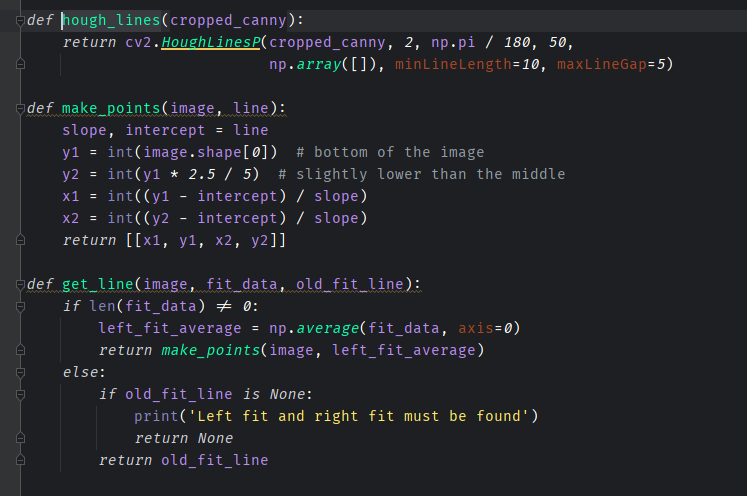 def hough_lines(cropped_canny):
    return cv2.HoughLinesP(cropped_canny, 2, np.pi / 180, 50,
                           np.array([]), minLineLength=10, maxLineGap=5)

def make_points(image, line):
    slope, intercept = line
    y1 = int(image.shape[0])  # bottom of the image
    y2 = int(y1 * 2.5 / 5)  # slightly lower than the middle
    x1 = int((y1 - intercept) / slope)
    x2 = int((y2 - intercept) / slope)
    return [[x1, y1, x2, y2]]

def get_line(image, fit_data, old_fit_line):
    if len(fit_data) ≠ 0:
        left_fit_average = np.average(fit_data, axis=0)
        return make_points(image, left_fit_average)
    else:
        if old_fit_line is None:
            print('Left fit and right fit must be found')
            return None
        return old_fit_line